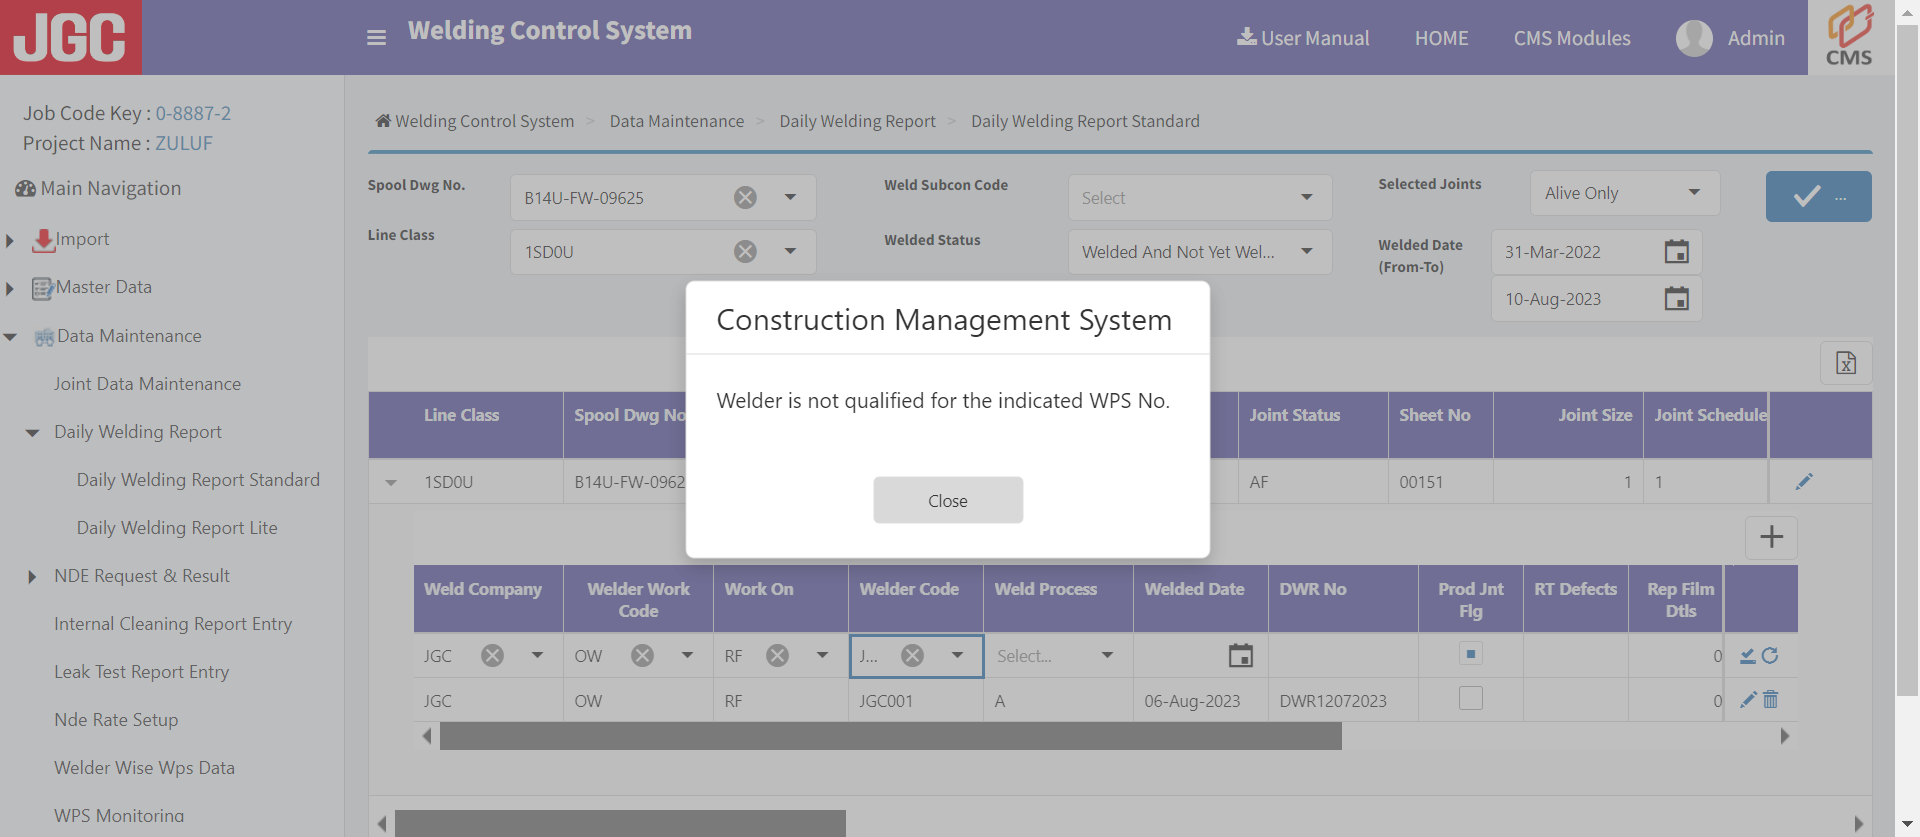 JGC
Welding Control System
User Manual
HOME
CMS Modules
Admin
CMS
Job Code Key : 0-8887-2
Project Name : ZULUF
Main Navigation
Import
Master Data
Data Maintenance
Joint Data Maintenance
Daily Welding Report
Daily Welding Report Standard
Daily Welding Report Lite
NDE Request & Result
Internal Cleaning Report Entry
Leak Test Report Entry
Nde Rate Setup
Welder Wise Wps Data
WPS Monitoring
Welding Control System > Data Maintenance > Daily Welding Report > Daily Welding Report Standard
Spool Dwg No. B14U-FW-09625
Weld Subcon Code Select
Selected Joints Alive Only
...
Line Class 1SD0U
Welded Status Welded And Not Yet Wel...
Welded Date
(From-To)
31-Mar-2022
10-Aug-2023
Construction Management System
Welder is not qualified for the indicated WPS No.
Close
Line Class Spool Dwg No Joint Status Sheet No Joint Size Joint Schedule
1SD0U B14U-FW-0962 AF 00151 1 1
Weld Company Welder Work Code Work On Welder Code Weld Process Welded Date DWR No Prod Jnt Flg RT Defects Rep Film Dtls
JGC OW RF J... Select... 0
JGC OW RF JGC001 A 06-Aug-2023 DWR12072023 0